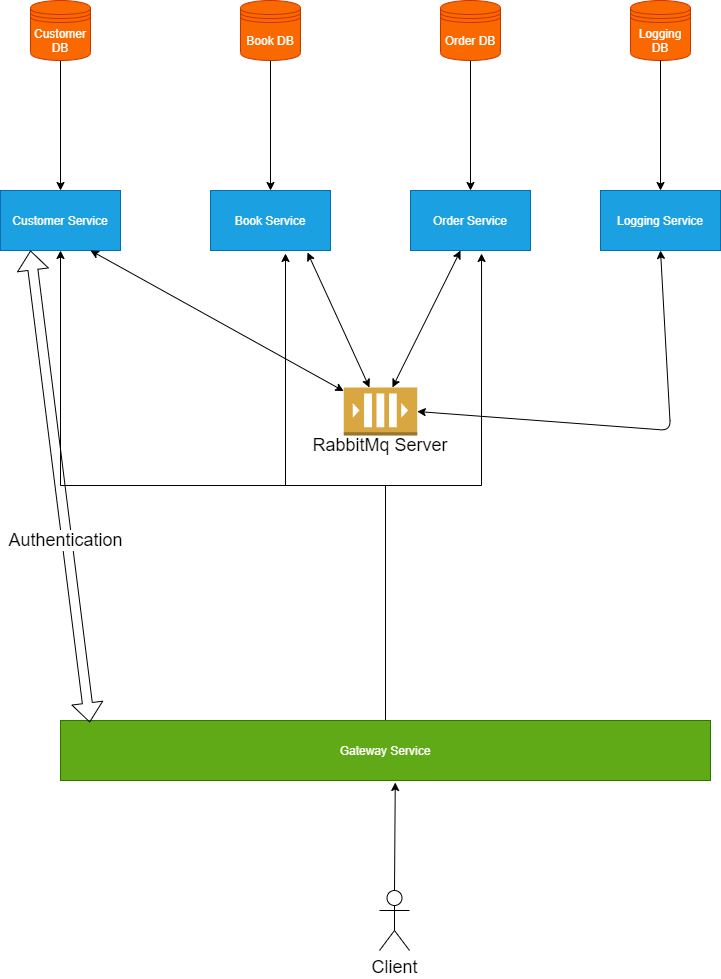 Customer
DB
Book DB
Order DB
Logging
DB
Customer Service
Book Service
Order Service
Logging Service
RabbitMq Server
Authentication
Gateway Service
Client